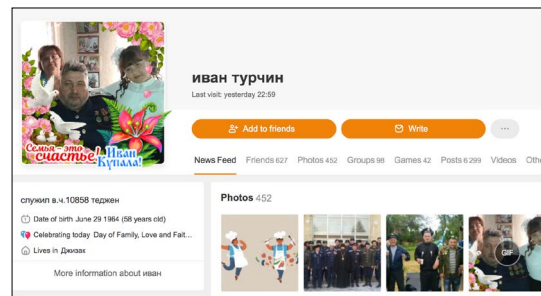 Семья - это
счастье!
Иван
Купала!
иван турчин
Last visit: yesterday 22:59
Add to friends
Write
...
News Feed Friends 627 Photos 452 Groups 98 Games 42 Posts 6 299 Videos Othe
служил в.ч.10858 теджен
Date of birth June 29 1964 (58 years old)
Celebrating today Day of Family, Love and Fait...
Lives in Джизак
More information about иван
Photos 452
GIF